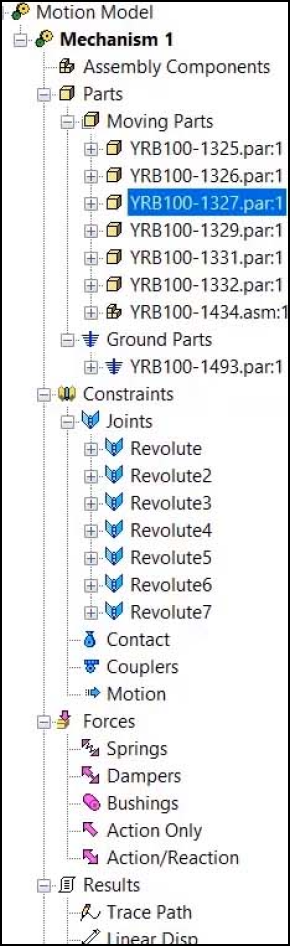 Motion Model
Mechanism 1
Assembly Components
Parts
Moving Parts
YRB100-1325.par:1
YRB100-1326.par:1
YRB100-1327.par:1
YRB100-1329.par:1
YRB100-1331.par:1
YRB100-1332.par:1
YRB100-1434.asm:1
Ground Parts
YRB100-1493.par:1
Constraints
Joints
Revolute
Revolute2
Revolute3
Revolute4
Revolute5
Revolute6
Revolute7
Contact
Couplers
Motion
Forces
Springs
Dampers
Bushings
Action Only
Action/Reaction
Results
Trace Path
Linear Disp